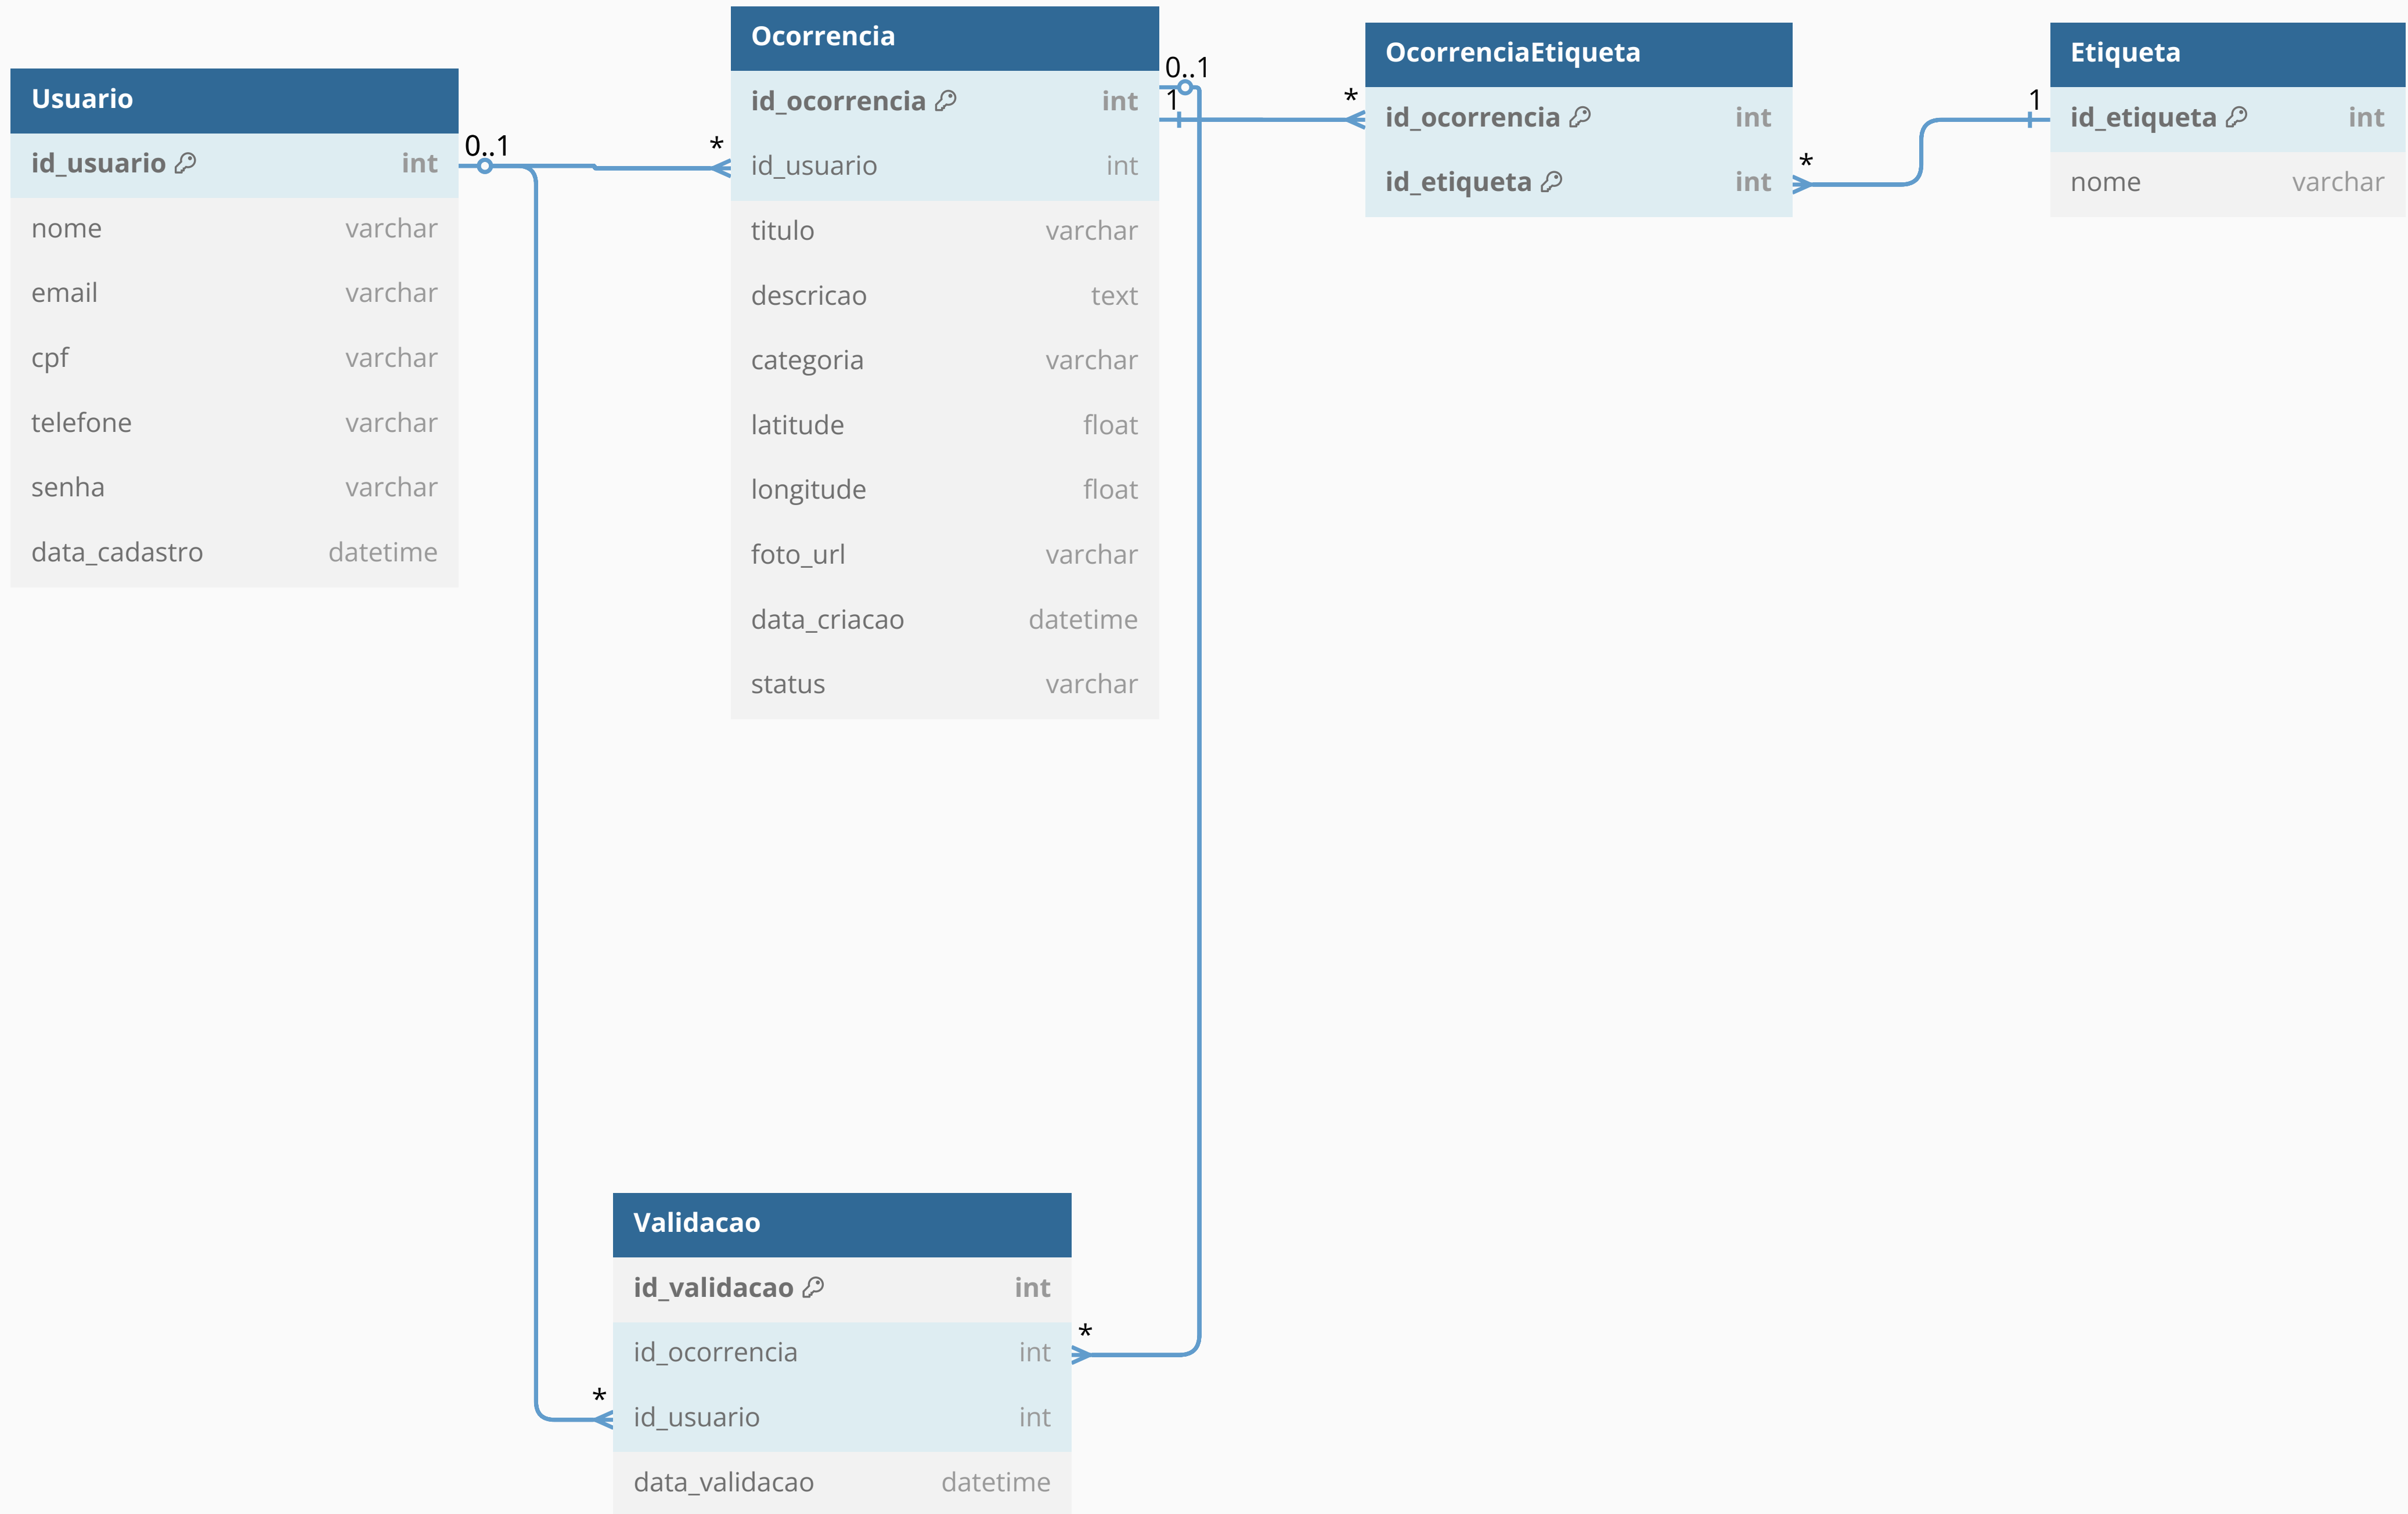 Usuario
id_usuario int
nome varchar
email varchar
cpf varchar
telefone varchar
senha varchar
data_cadastro datetime
0..1
*
Ocorrencia
id_ocorrencia int
id_usuario int
titulo varchar
descricao text
categoria varchar
latitude float
longitude float
foto_url varchar
data_criacao datetime
status varchar
0..1
1
*
OcorrenciaEtiqueta
id_ocorrencia int
id_etiqueta int
*
1
Etiqueta
id_etiqueta int
nome varchar
Validacao
id_validacao int
id_ocorrencia int
*
*
id_usuario int
data_validacao datetime